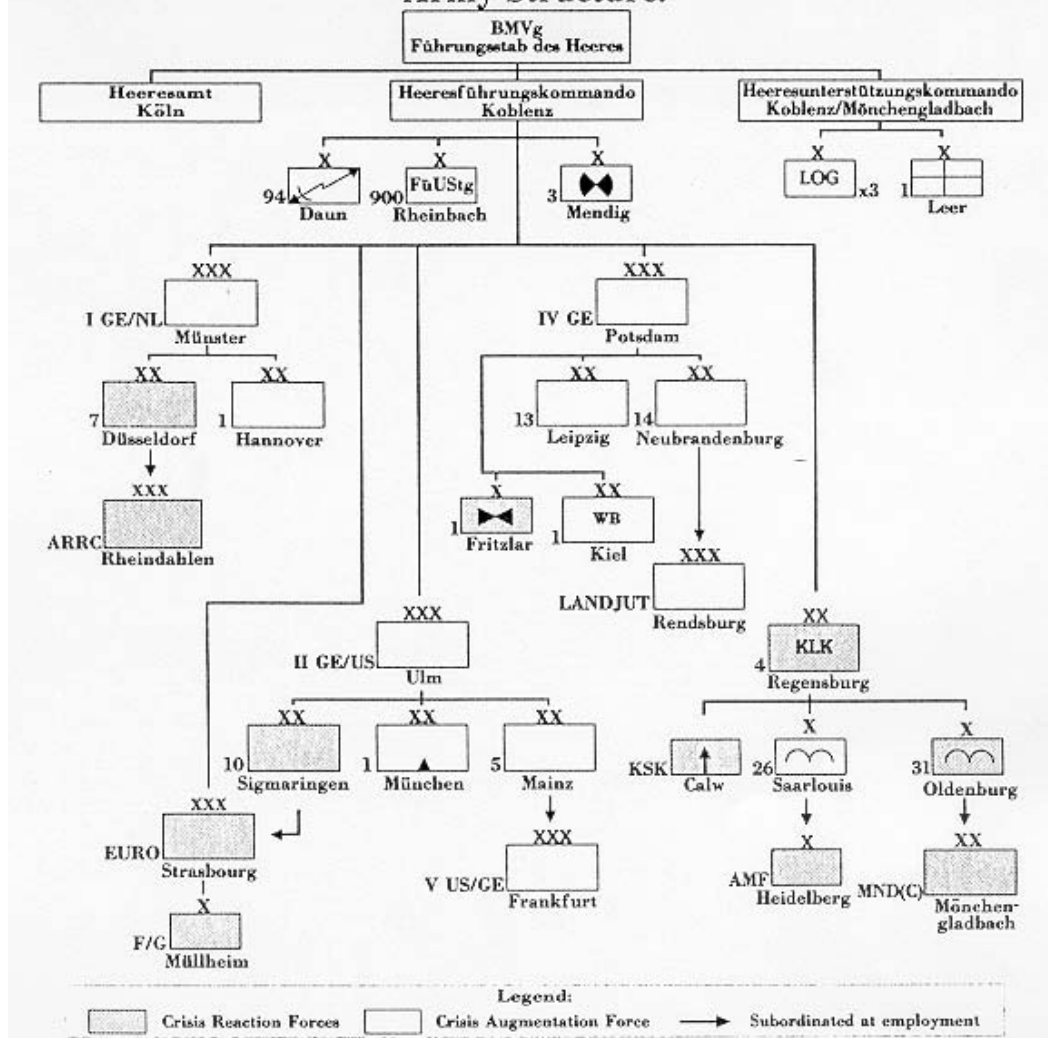 Army Structure.
BMVg
Führungsstab des Heeres
Heeresamt
Köln
Heeresführungskommando
Koblenz
Heeresunterstützungskommando
Koblenz/Mönchengladbach
X
94
Daun
X
FüUStg
900
Rheinbach
X
3
Mendig
X
LOG
x3
X
1
Leer
XXX
I GE/NL
Münster
XXX
IV GE
Potsdam
XX
7
Düsseldorf
XX
1
Hannover
XX
13
Leipzig
XX
14
Neubrandenburg
XXX
ARRC
Rheindahlen
X
1
Fritzlar
XX
WB
1
Kiel
XXX
LANDJUT
Rendsburg
XXX
II GE/US
Ulm
XX
KLK
4
Regensburg
XX
10
Sigmaringen
XX
1
München
XX
5
Mainz
KSK
Calw
X
26
Saarlouis
X
31
Oldenburg
XXX
EURO
Strasbourg
XXX
V US/GE
Frankfurt
X
AMF
Heidelberg
XX
MND(C)
Mönchen-
gladbach
X
F/G
Müllheim
Legend:
Crisis Reaction Forces
Crisis Augmentation Force
Subordinated at employment